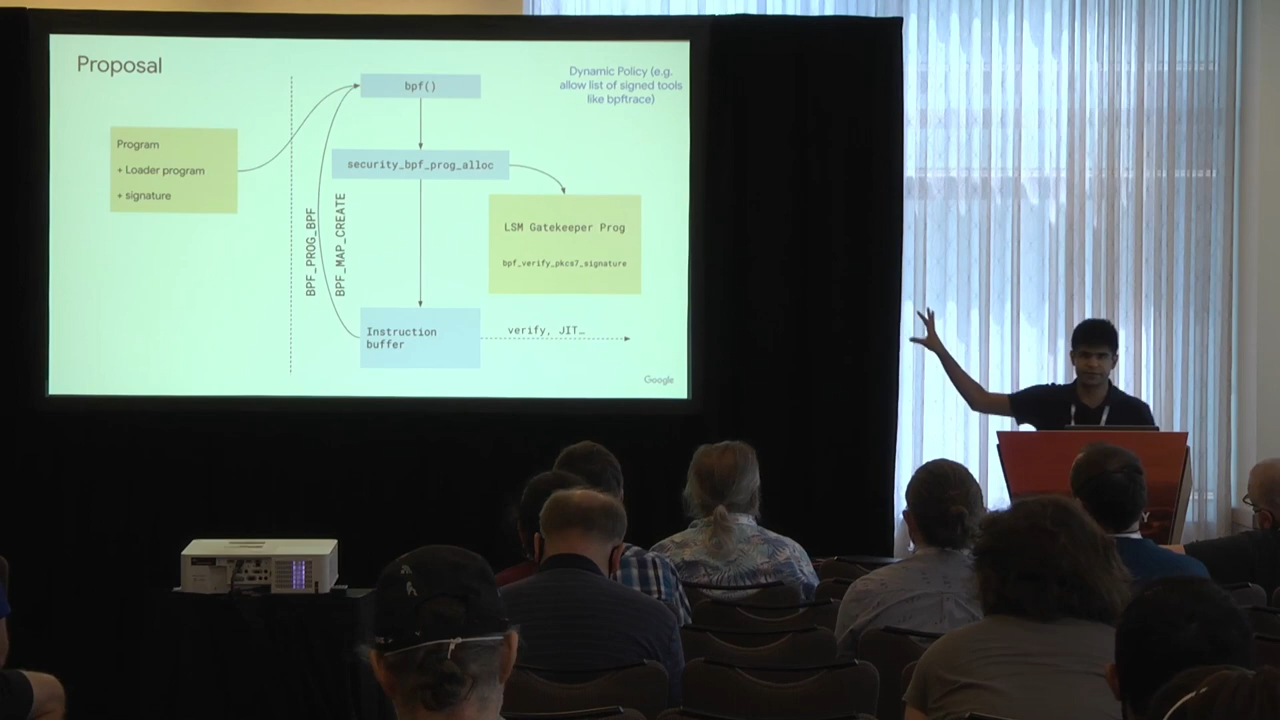 Proposal
Dynamic Policy (e.g.
allow list of signed tools
like bpftrace)
bpf()
Program
+ Loader program
+ signature
security_bpf_prog_alloc
BPF_PROG_BPF
BPF_MAP_CREATE
LSM Gatekeeper Prog
bpf_verify_pkcs7_signature
Instruction
buffer
verify, JIT…
Google